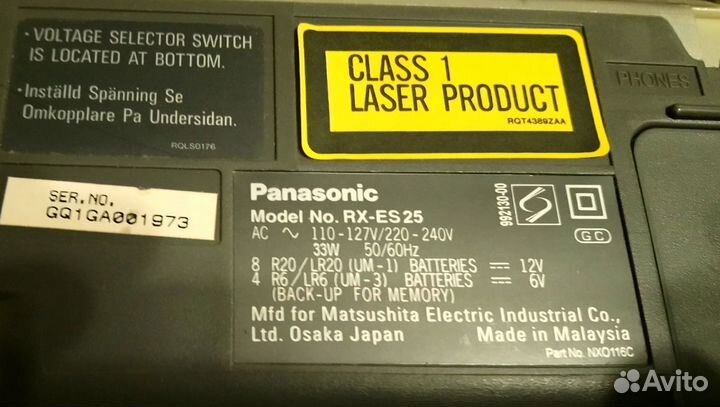 • VOLTAGE SELECTOR SWITCH
IS LOCATED AT BOTTOM.
• Inställd Spänning Se
Omkopplare Pa Undersidan.
RQLS0176
CLASS 1
LASER PRODUCT
RQT4389ZAA
PHONES
SER.NO.
GQ1GA001973
Panasonic
Model No. RX-ES25
AC ∿ 110-127V/220-240V
33W 50/60Hz
8 R20/LR20 (UM-1) BATTERIES ⎓ 12V
4 R6/LR6 (UM-3) BATTERIES ⎓ 6V
(BACK-UP FOR MEMORY)
Mfd for Matsushita Electric Industrial Co.,
Ltd. Osaka Japan Made in Malaysia
Part No. NXO116C
992130-00
GC
Avito